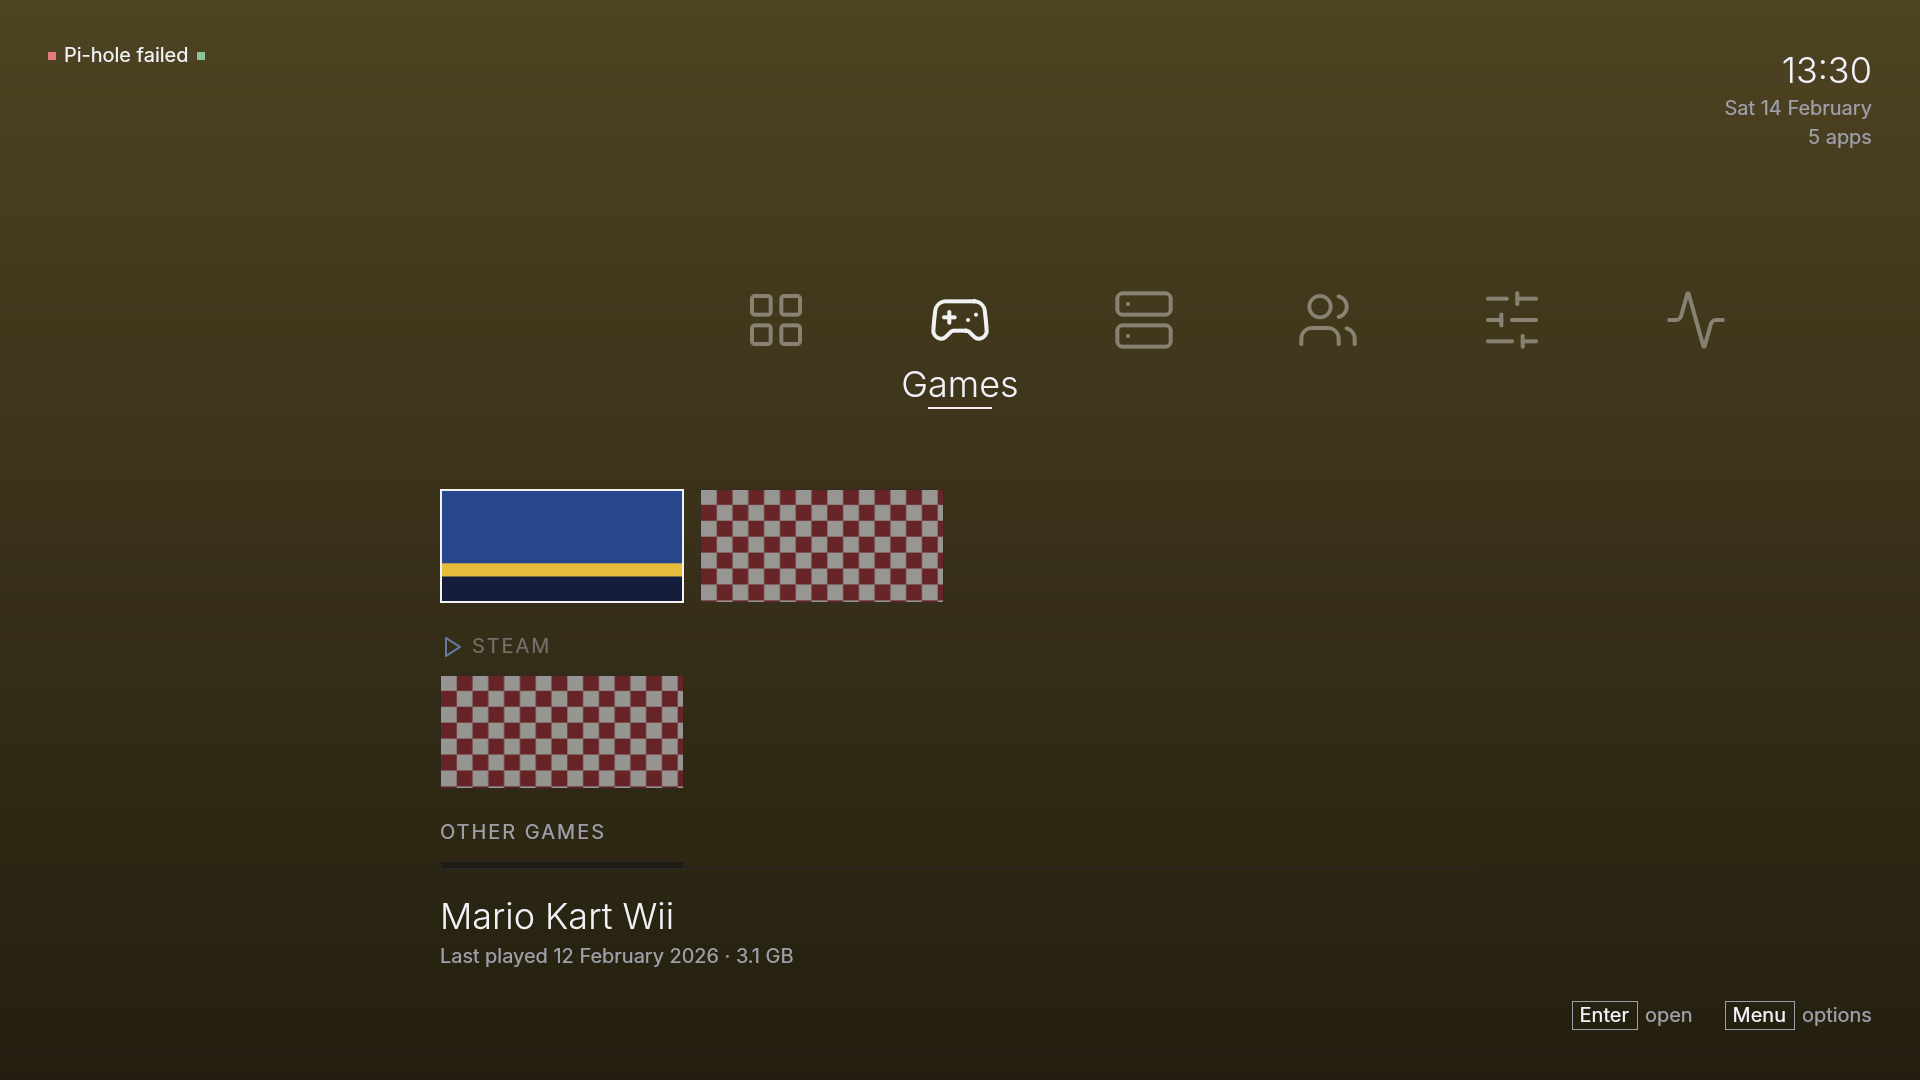 Pi-hole failed
13:30
Sat 14 February
5 apps
Games
STEAM
OTHER GAMES
Mario Kart Wii
Last played 12 February 2026 · 3.1 GB
Enter open Menu options